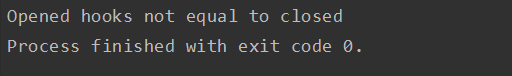 Opened hooks not equal to closed
Process finished with exit code 0.